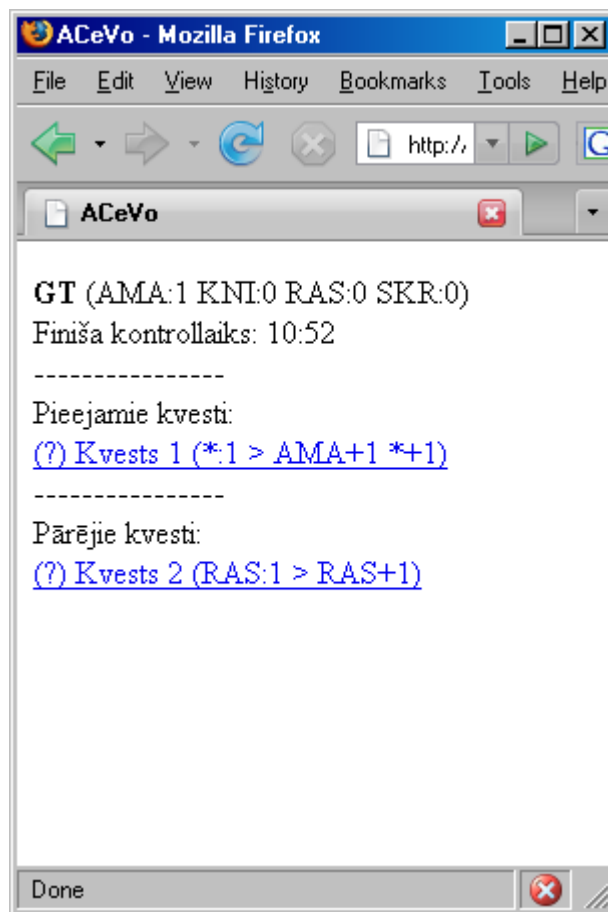 ACeVo - Mozilla Firefox
File Edit View History Bookmarks Tools Help
http:/
ACeVo
GT (AMA:1 KNI:0 RAS:0 SKR:0)
Finiša kontrollaiks: 10:52
----------------
Pieejamie kvesti:
(?) Kvests 1 (*:1 > AMA+1 *+1)
----------------
Pārējie kvesti:
(?) Kvests 2 (RAS:1 > RAS+1)
Done